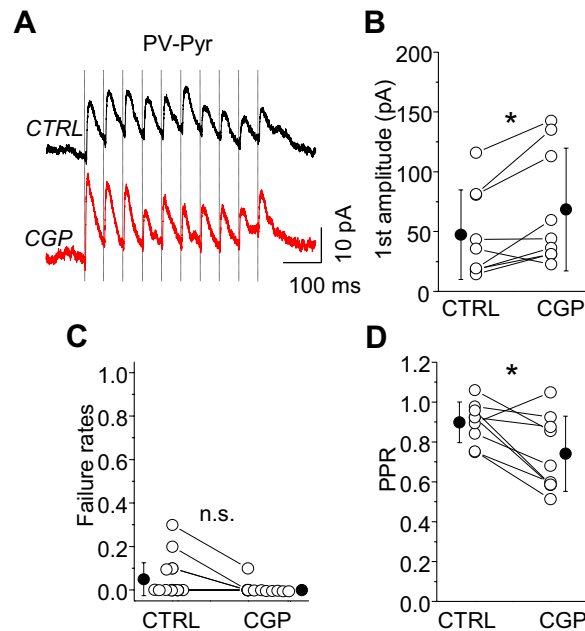 A
PV-Pyr
CTRL
CGP
10 pA
100 ms
B
1st amplitude (pA)
200
150
100
50
0
*
CTRL
CGP
C
Failure rates
1.0
0.8
0.6
0.4
0.2
0.0
n.s.
CTRL
CGP
D
PPR
1.2
1.0
0.8
0.6
0.4
0.2
0.0
*
CTRL
CGP